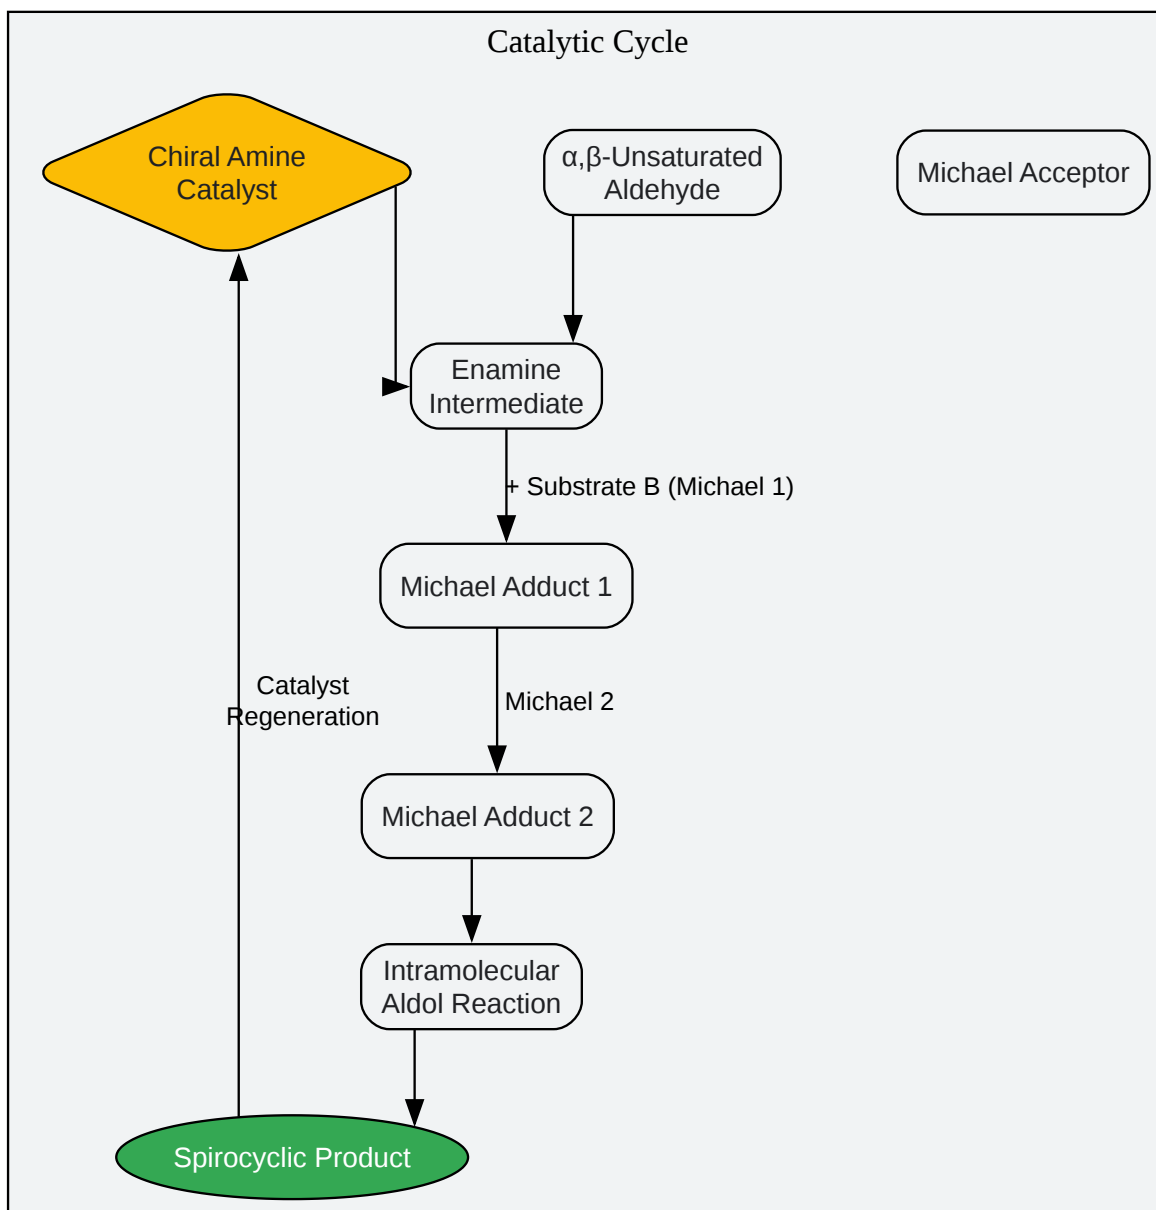 Catalytic Cycle
Chiral Amine
Catalyst
α,β-Unsaturated
Aldehyde
Michael Acceptor
Enamine
Intermediate
+ Substrate B (Michael 1)
Michael Adduct 1
Catalyst
Regeneration
Michael 2
Michael Adduct 2
Intramolecular
Aldol Reaction
Spirocyclic Product